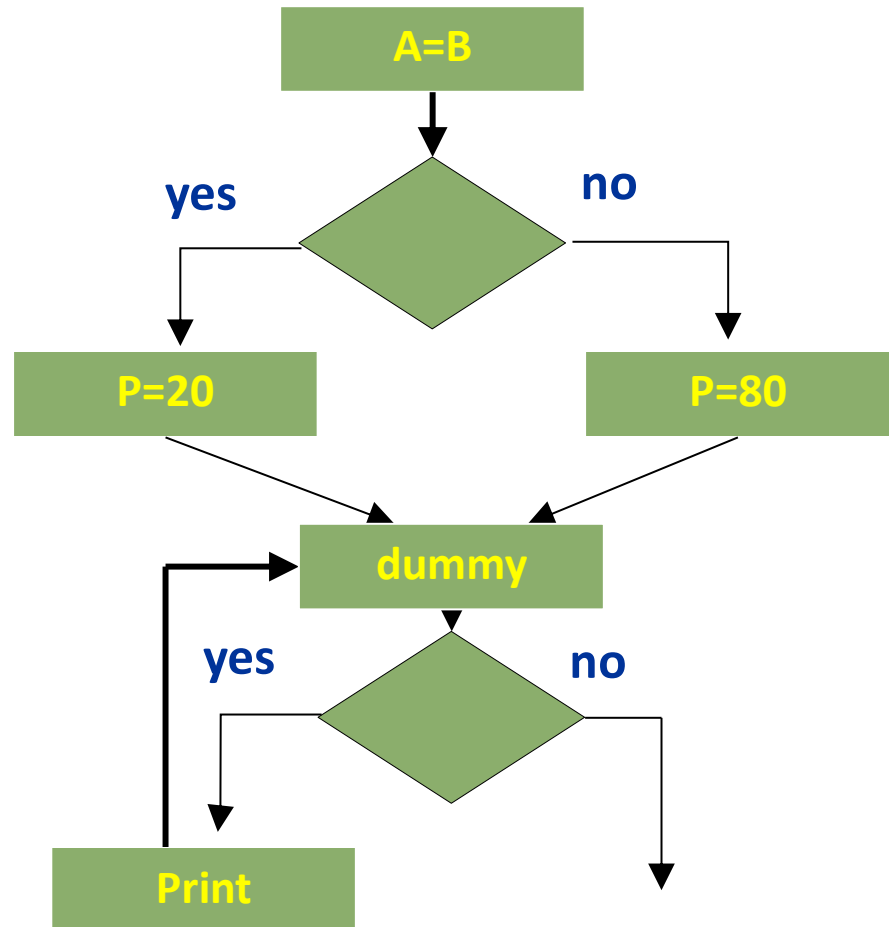 A=B
yes
no
P=20
P=80
dummy
yes
no
Print